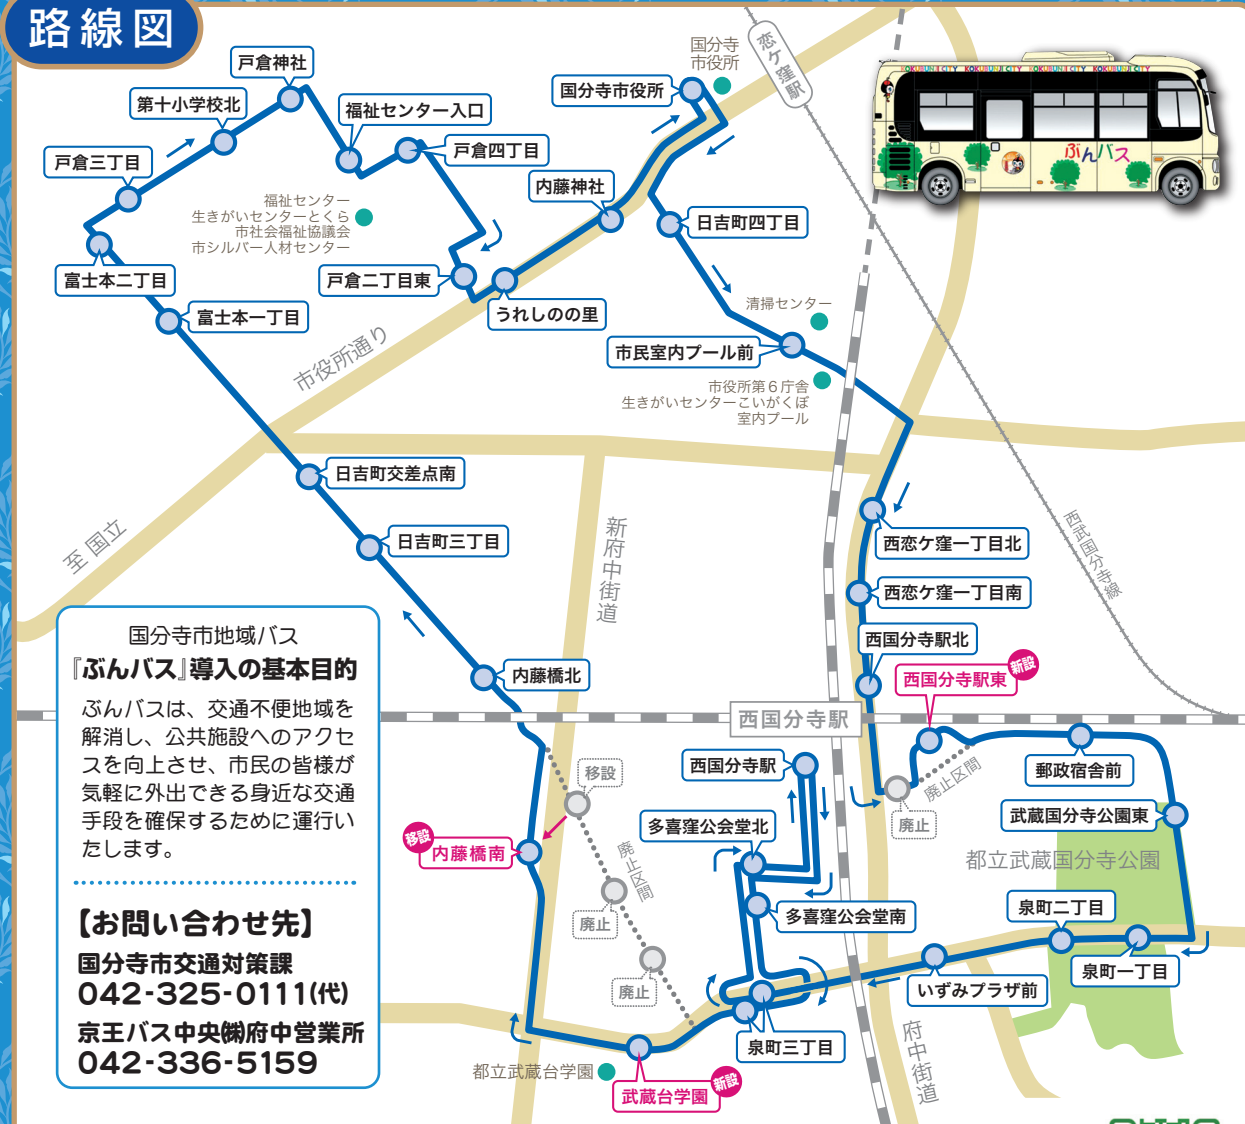 路線図
戸倉神社
第十小学校北
福祉センター入口
戸倉三丁目
戸倉四丁目
国分寺
市役所
国分寺市役所
恋ケ窪駅
KOKUBUNJI CITY KOKUBUNJI CITY KOKUBUNJI CITY KOKUBUNJI CITY
ぶんバス
内藤神社
日吉町四丁目
福祉センター
生きがいセンターとくら
市社会福祉協議会
市シルバー人材センター
富士本二丁目
戸倉二丁目東
うれしのの里
富士本一丁目
清掃センター
市民室内プール前
市役所通り
市役所第6庁舎
生きがいセンターこいがくぼ
室内プール
日吉町交差点南
日吉町三丁目
至 国立
新府中街道
西武国分寺線
西恋ケ窪一丁目北
西恋ケ窪一丁目南
西国分寺駅北
西国分寺駅東
新設
内藤橋北
西国分寺駅
国分寺市地域バス
『ぶんバス』導入の基本目的
ぶんバスは、交通不便地域を
解消し、公共施設へのアクセ
スを向上させ、市民の皆様が
気軽に外出できる身近な交通
手段を確保するために運行い
たします。
【お問い合わせ先】
国分寺市交通対策課
042-325-0111(代)
京王バス中央㈱府中営業所
042-336-5159
移設
西国分寺駅
廃止区間
郵政宿舎前
廃止
武蔵国分寺公園東
多喜窪公会堂北
移設
内藤橋南
廃止区間
都立武蔵国分寺公園
廃止
多喜窪公会堂南
泉町二丁目
泉町一丁目
廃止
いずみプラザ前
泉町三丁目
府中街道
都立武蔵台学園
武蔵台学園
新設